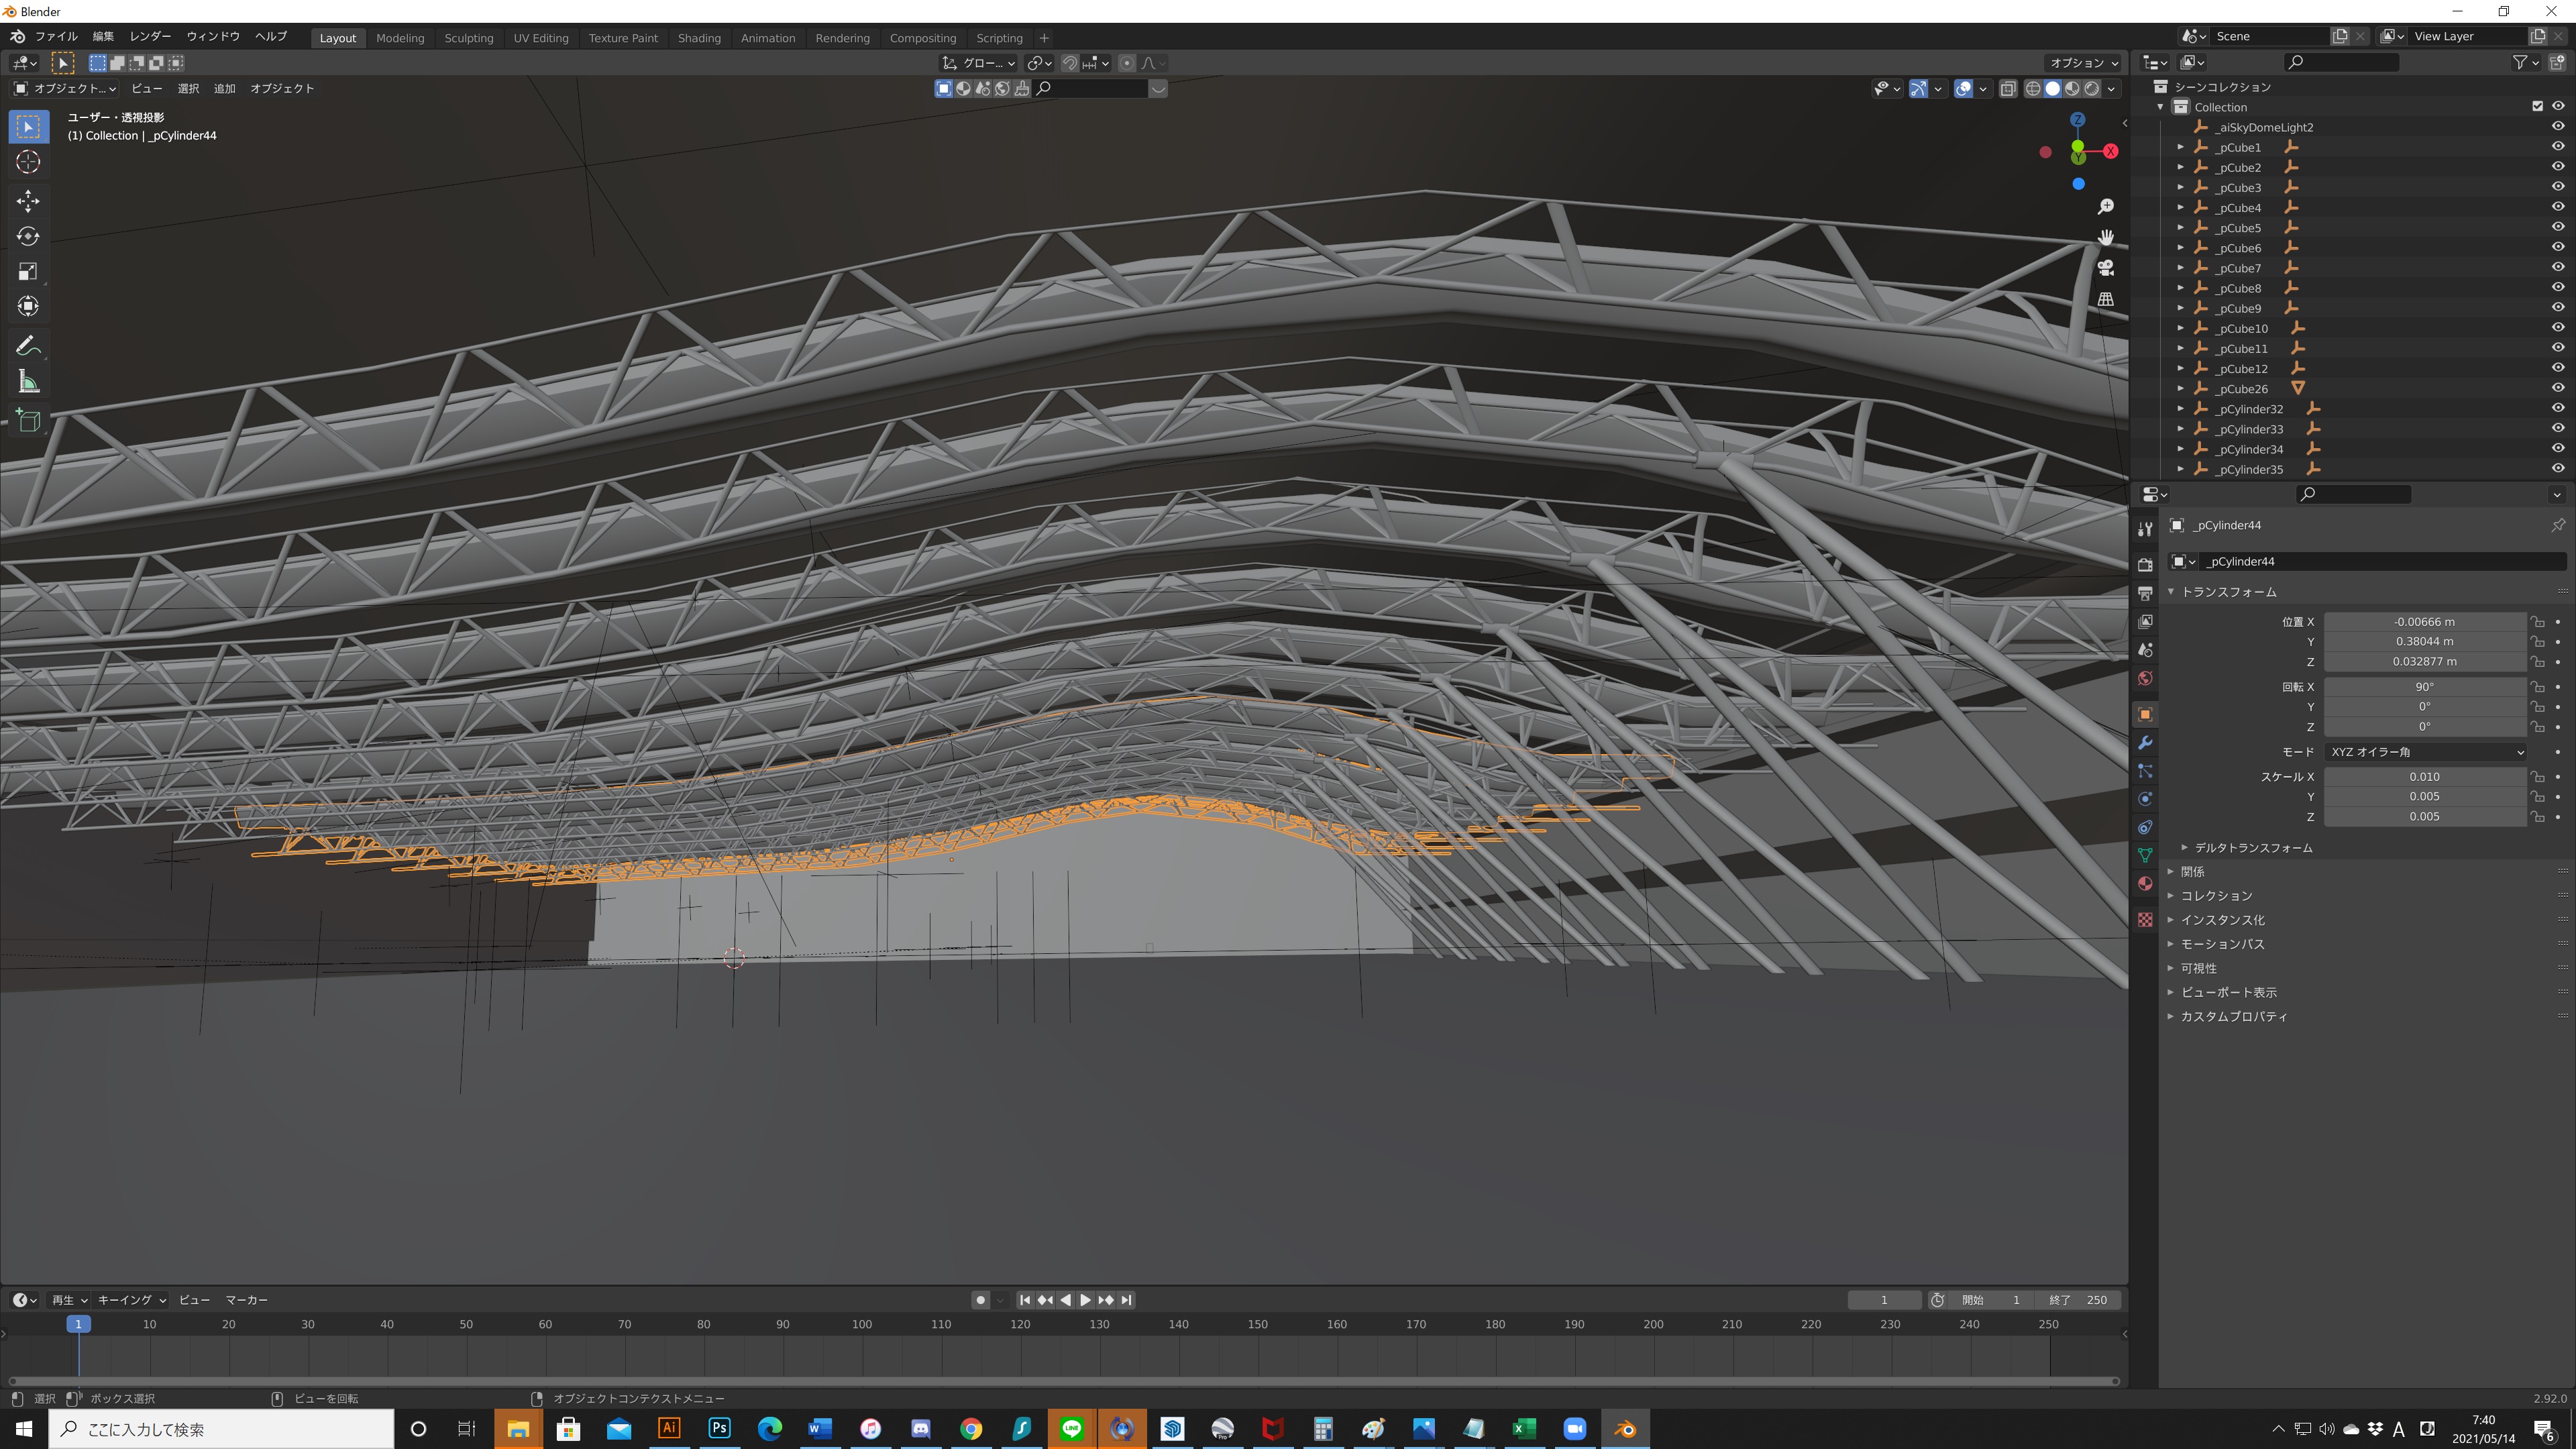 Blender
ファイル 編集 レンダー ウィンドウ ヘルプ Layout Modeling Sculpting UV Editing Texture Paint Shading Animation Rendering Compositing Scripting +
Scene View Layer
グロー... オプション
オブジェクト... ビュー 選択 追加 オブジェクト
ユーザー・透視投影
(1) Collection | _pCylinder44
Z
X
Y
シーンコレクション
Collection
_aiSkyDomeLight2
_pCube1
_pCube2
_pCube3
_pCube4
_pCube5
_pCube6
_pCube7
_pCube8
_pCube9
_pCube10
_pCube11
_pCube12
_pCube26
_pCylinder32
_pCylinder33
_pCylinder34
_pCylinder35
_pCylinder44
_pCylinder44
トランスフォーム
位置 X -0.00666 m
Y 0.38044 m
Z 0.032877 m
回転 X 90°
Y 0°
Z 0°
モード XYZ オイラー角
スケール X 0.010
Y 0.005
Z 0.005
デルタトランスフォーム
関係
コレクション
インスタンス化
モーションパス
可視性
ビューポート表示
カスタムプロパティ
再生 キーイング ビュー マーカー 1 開始 1 終了 250
1 10 20 30 40 50 60 70 80 90 100 110 120 130 140 150 160 170 180 190 200 210 220 230 240 250
選択 ボックス選択 ビューを回転 オブジェクトコンテクストメニュー 2.92.0
ここに入力して検索
Ai Ps W LINE Pro X A J
7:40
2021/05/14
6